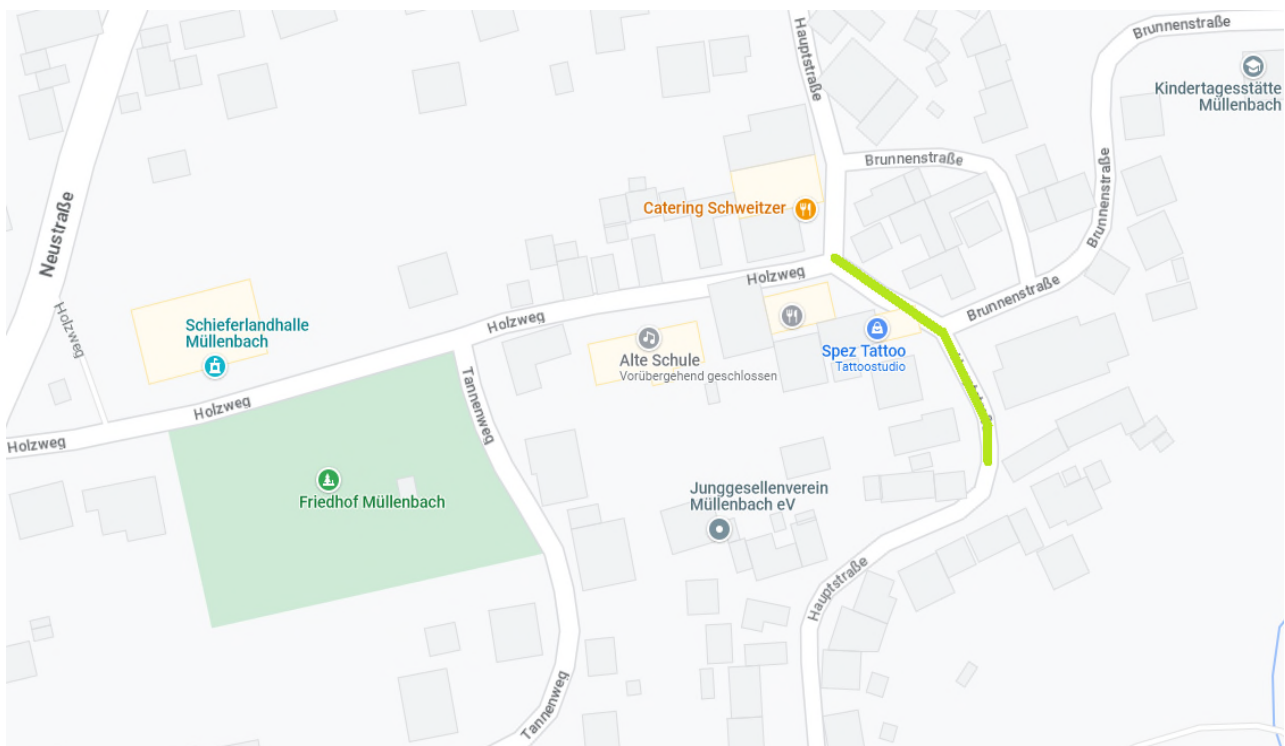 Hauptstraße
Brunnenstraße
Kindertagesstätte
Müllenbach
Brunnenstraße
Brunnenstraße
Neustraße
Catering Schweitzer
Holzweg
Brunnenstraße
Holzweg
Schieferlandhalle
Müllenbach
Holzweg
Alte Schule
Vorübergehend geschlossen
Spez Tattoo
Tattoostudio
Tannenweg
Holzweg
Holzweg
Friedhof Müllenbach
Junggesellenverein
Müllenbach eV
Hauptstraße
Tannenweg